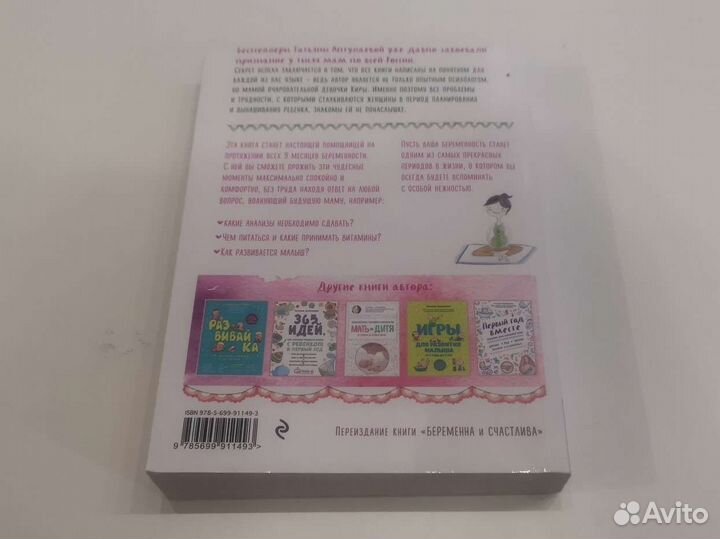 Бестселлеры Татьяны Аптулаевой уже давно завоевали
признание у тысяч мам по всей России.
Секрет успеха заключается в том, что все книги написаны на понятном для
каждой из нас языке – ведь автор является не только опытным психологом,
но мамой очаровательной девочки Киры. Именно поэтому все проблемы
и трудности, с которыми сталкиваются женщины в период планирования
и вынашивания ребенка, знакомы ей не понаслышке.
Эта книга станет настоящей помощницей на
протяжении всех 9 месяцев беременности.
С ней вы сможете прожить эти чудесные
моменты максимально спокойно и
комфортно, без труда находя ответ на любой
вопрос, волнующий будущую маму, например:
Какие анализы необходимо сдавать?
Чем питаться и какие принимать витамины?
Как развивается малыш?
Пусть ваша беременность станет
одним из самых прекрасных
периодов в жизни, о котором вы
всегда будете вспоминать
с особой нежностью.
Другие книги автора:
РАЗ
ВИВАЙ
КА
365
ИДЕЙ,
С РЕБЕНКОМ
В ПЕРВЫЙ ГОД
МАТЬ и ДИТЯ
ИГРЫ
ДЛЯ РАЗВИТИЯ
МАЛЫША
Первый год
вместе
ISBN 978-5-699-91149-3
9 785699 911493 >
Переиздание книги «БЕРЕМЕННА И СЧАСТЛИВА»
Avito